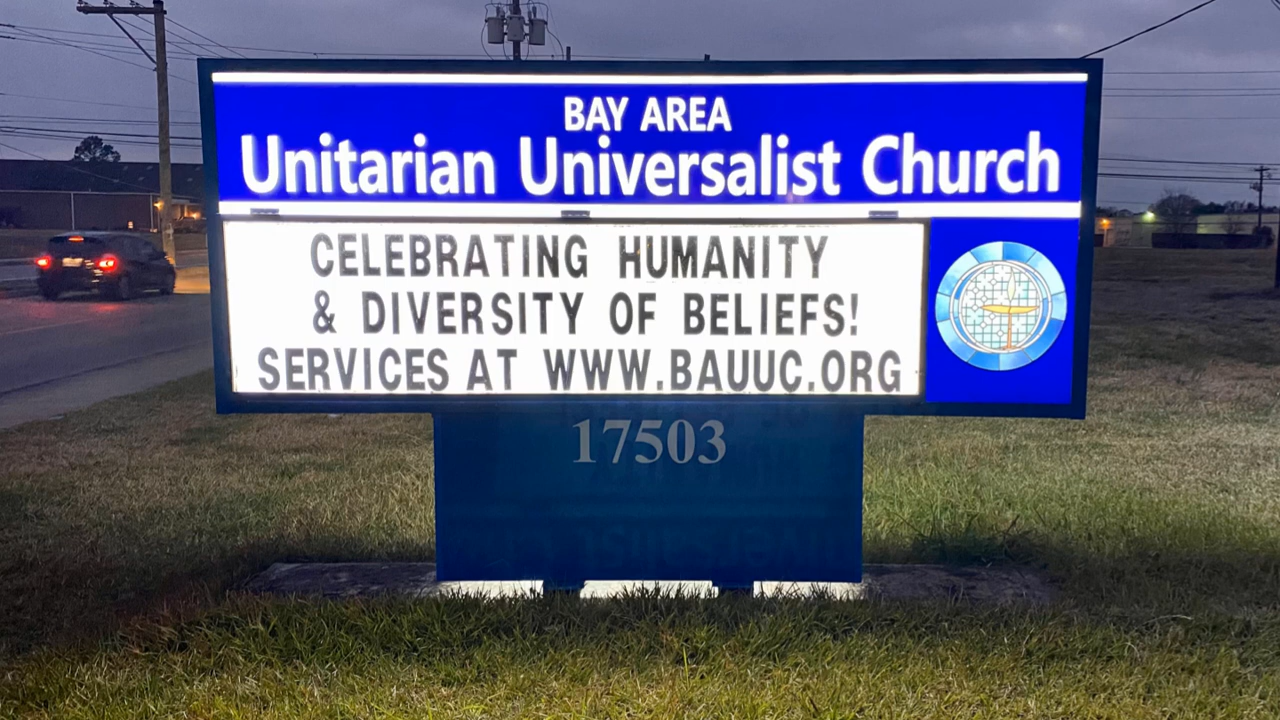 BAY AREA
Unitarian Universalist Church
CELEBRATING HUMANITY
& DIVERSITY OF BELIEFS!
SERVICES AT WWW.BAUUC.ORG
17503